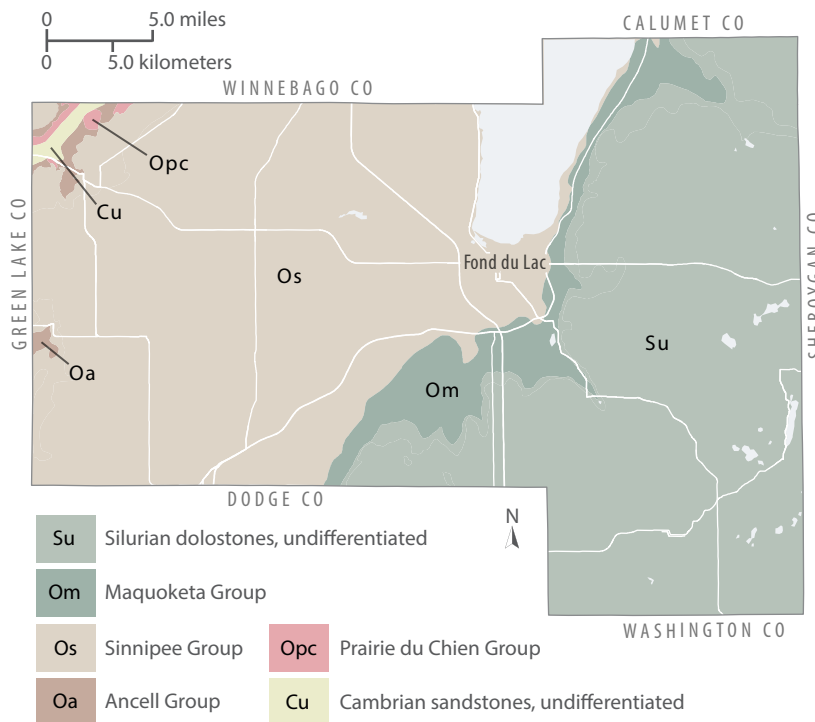 0 5.0 miles
0 5.0 kilometers
CALUMET CO
WINNEBAGO CO
Opc
Cu
GREEN LAKE CO
Fond du Lac
Os
SHEBOYGAN CO
Su
Oa
Om
DODGE CO
N
Su Silurian dolostones, undifferentiated
Om Maquoketa Group
WASHINGTON CO
Os Sinnipee Group
Opc Prairie du Chien Group
Oa Ancell Group
Cu Cambrian sandstones, undifferentiated